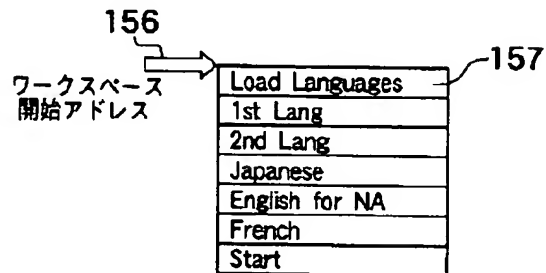 156
157
ワークスペース
開始アドレス
Load Languages
1st Lang
2nd Lang
Japanese
English for NA
French
Start